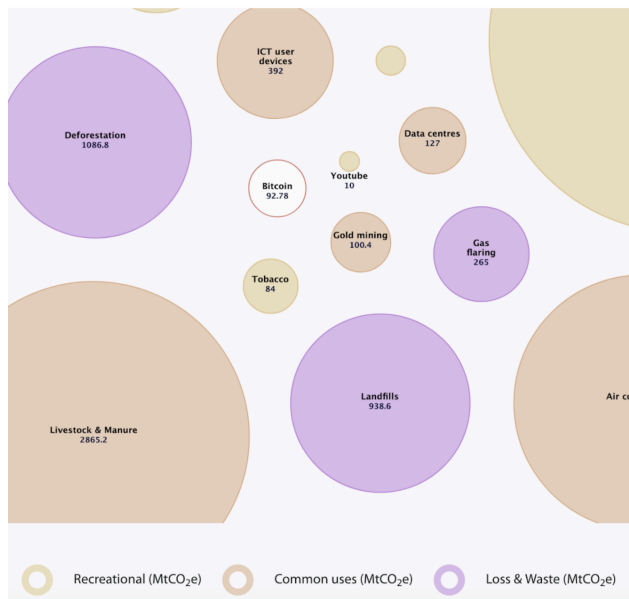 ICT user
devices
392
Deforestation
1086.8
Data centres
127
Youtube
10
Bitcoin
92.78
Gold mining
100.4
Gas
flaring
265
Tobacco
84
Landfills
938.6
Air co
Livestock & Manure
2865.2
Recreational (MtCO₂e)
Common uses (MtCO₂e)
Loss & Waste (MtCO₂e)